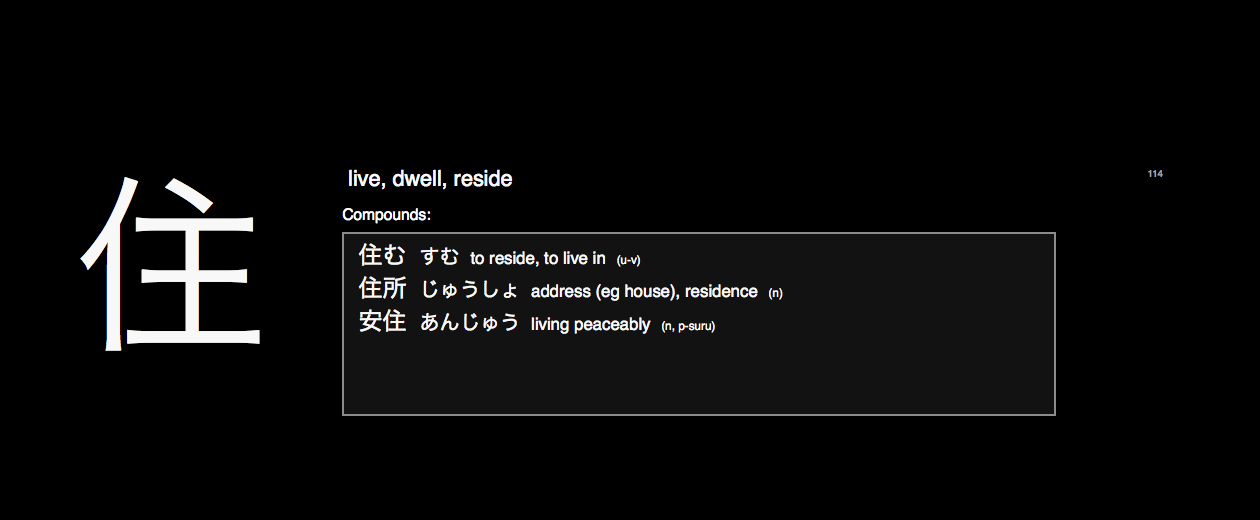 住
live, dwell, reside
114
Compounds:
住む すむ to reside, to live in (u-v)
住所 じゅうしょ address (eg house), residence (n)
安住 あんじゅう living peaceably (n, p-suru)